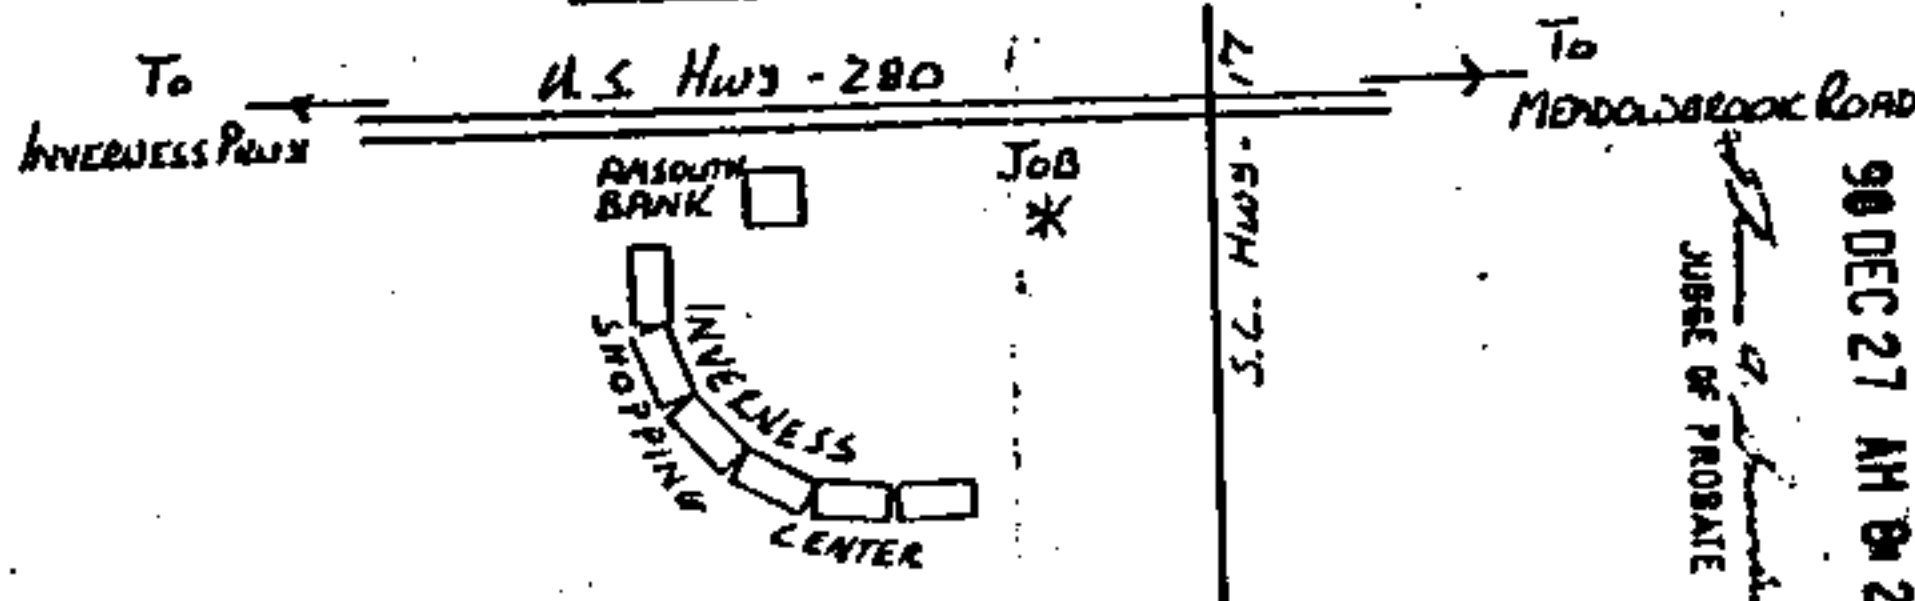 To
INVERNESS PKWY
U.S. Hwy - 280
S.C. Hwy - 17
To
MEADOWBROOK ROAD
AMSOUTH
BANK
JOB
INVERNESS
SHOPPING
CENTER
JUDGE OF PROBATE
90 DEC 27 AM 8